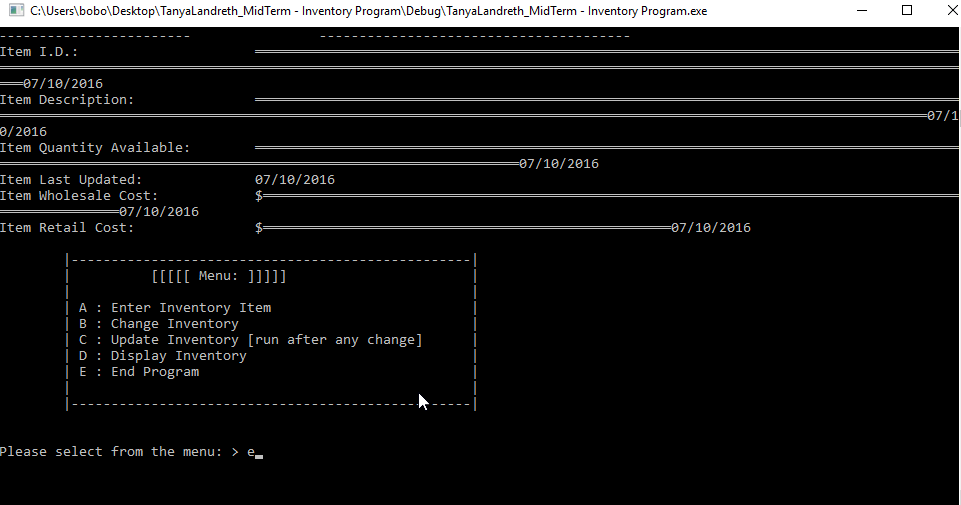 C:\Users\bobo\Desktop\TanyaLandreth_MidTerm - Inventory Program\Debug\TanyaLandreth_MidTerm - Inventory Program.exe
------------------------ ---------------------------------------
Item I.D.:
===07/10/2016
Item Description:
07/1
0/2016
Item Quantity Available:
07/10/2016
Item Last Updated: 07/10/2016
Item Wholesale Cost: $
07/10/2016
Item Retail Cost: $ 07/10/2016
|--------------------------------------------------|
| [[[[[ Menu: ]]]]] |
| |
| A : Enter Inventory Item |
| B : Change Inventory |
| C : Update Inventory [run after any change] |
| D : Display Inventory |
| E : End Program |
| |
|--------------------------------------------------|
Please select from the menu: > e_